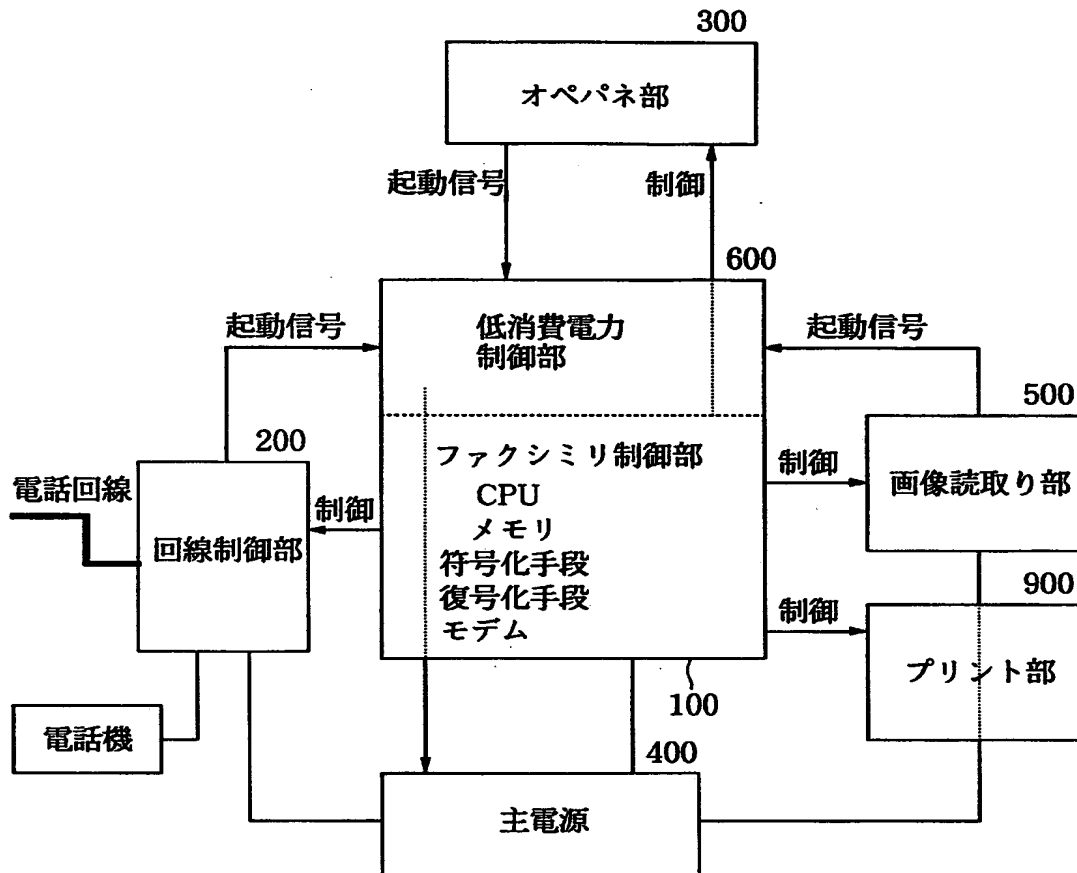 300
オペパネ部
起動信号
制御
600
低消費電力
制御部
起動信号
起動信号
500
画像読取り部
200
ファクシミリ制御部
CPU
メモリ
符号化手段
復号化手段
モデム
制御
電話回線
制御
回線制御部
900
制御
プリント部
100
電話機
400
主電源